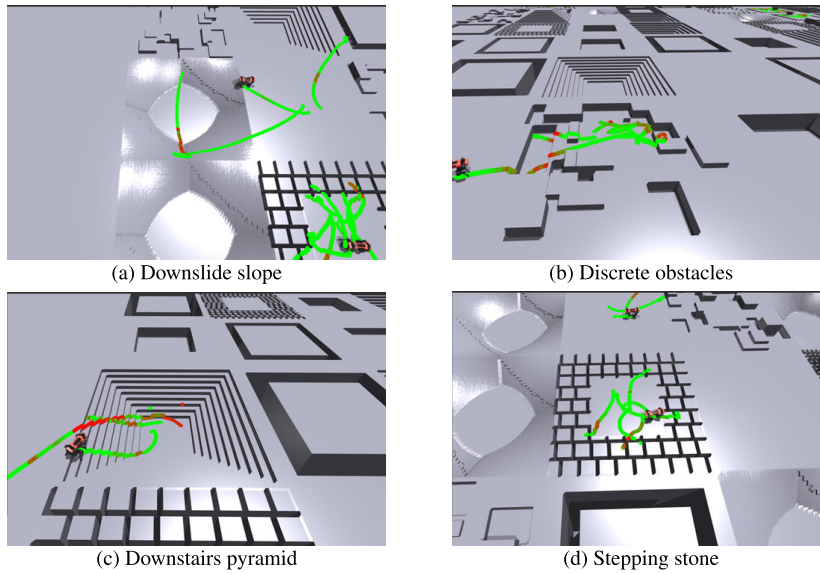 (a) Downslide slope
(b) Discrete obstacles
(c) Downstairs pyramid
(d) Stepping stone